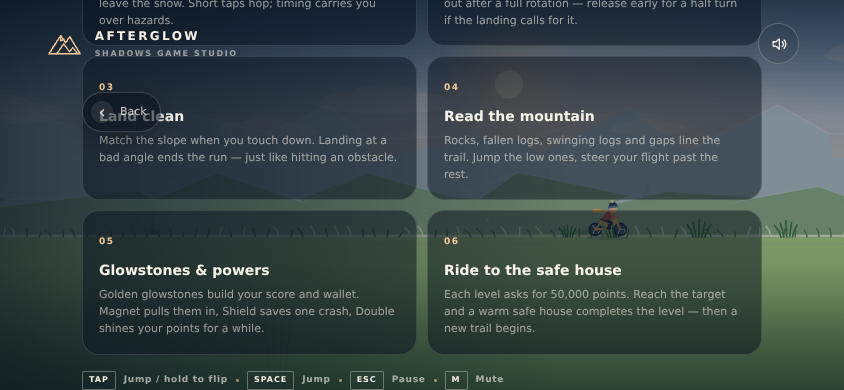 leave the snow. Short taps hop; timing carries you
over hazards.
out after a full rotation — release early for a half turn
if the landing calls for it.
AFTERGLOW
SHADOWS GAME STUDIO
Back
03
Land clean
Match the slope when you touch down. Landing at a
bad angle ends the run — just like hitting an obstacle.
04
Read the mountain
Rocks, fallen logs, swinging logs and gaps line the
trail. Jump the low ones, steer your flight past the
rest.
05
Glowstones & powers
Golden glowstones build your score and wallet.
Magnet pulls them in, Shield saves one crash, Double
shines your points for a while.
06
Ride to the safe house
Each level asks for 50,000 points. Reach the target
and a warm safe house completes the level — then a
new trail begins.
TAP Jump / hold to flip • SPACE Jump • ESC Pause • M Mute